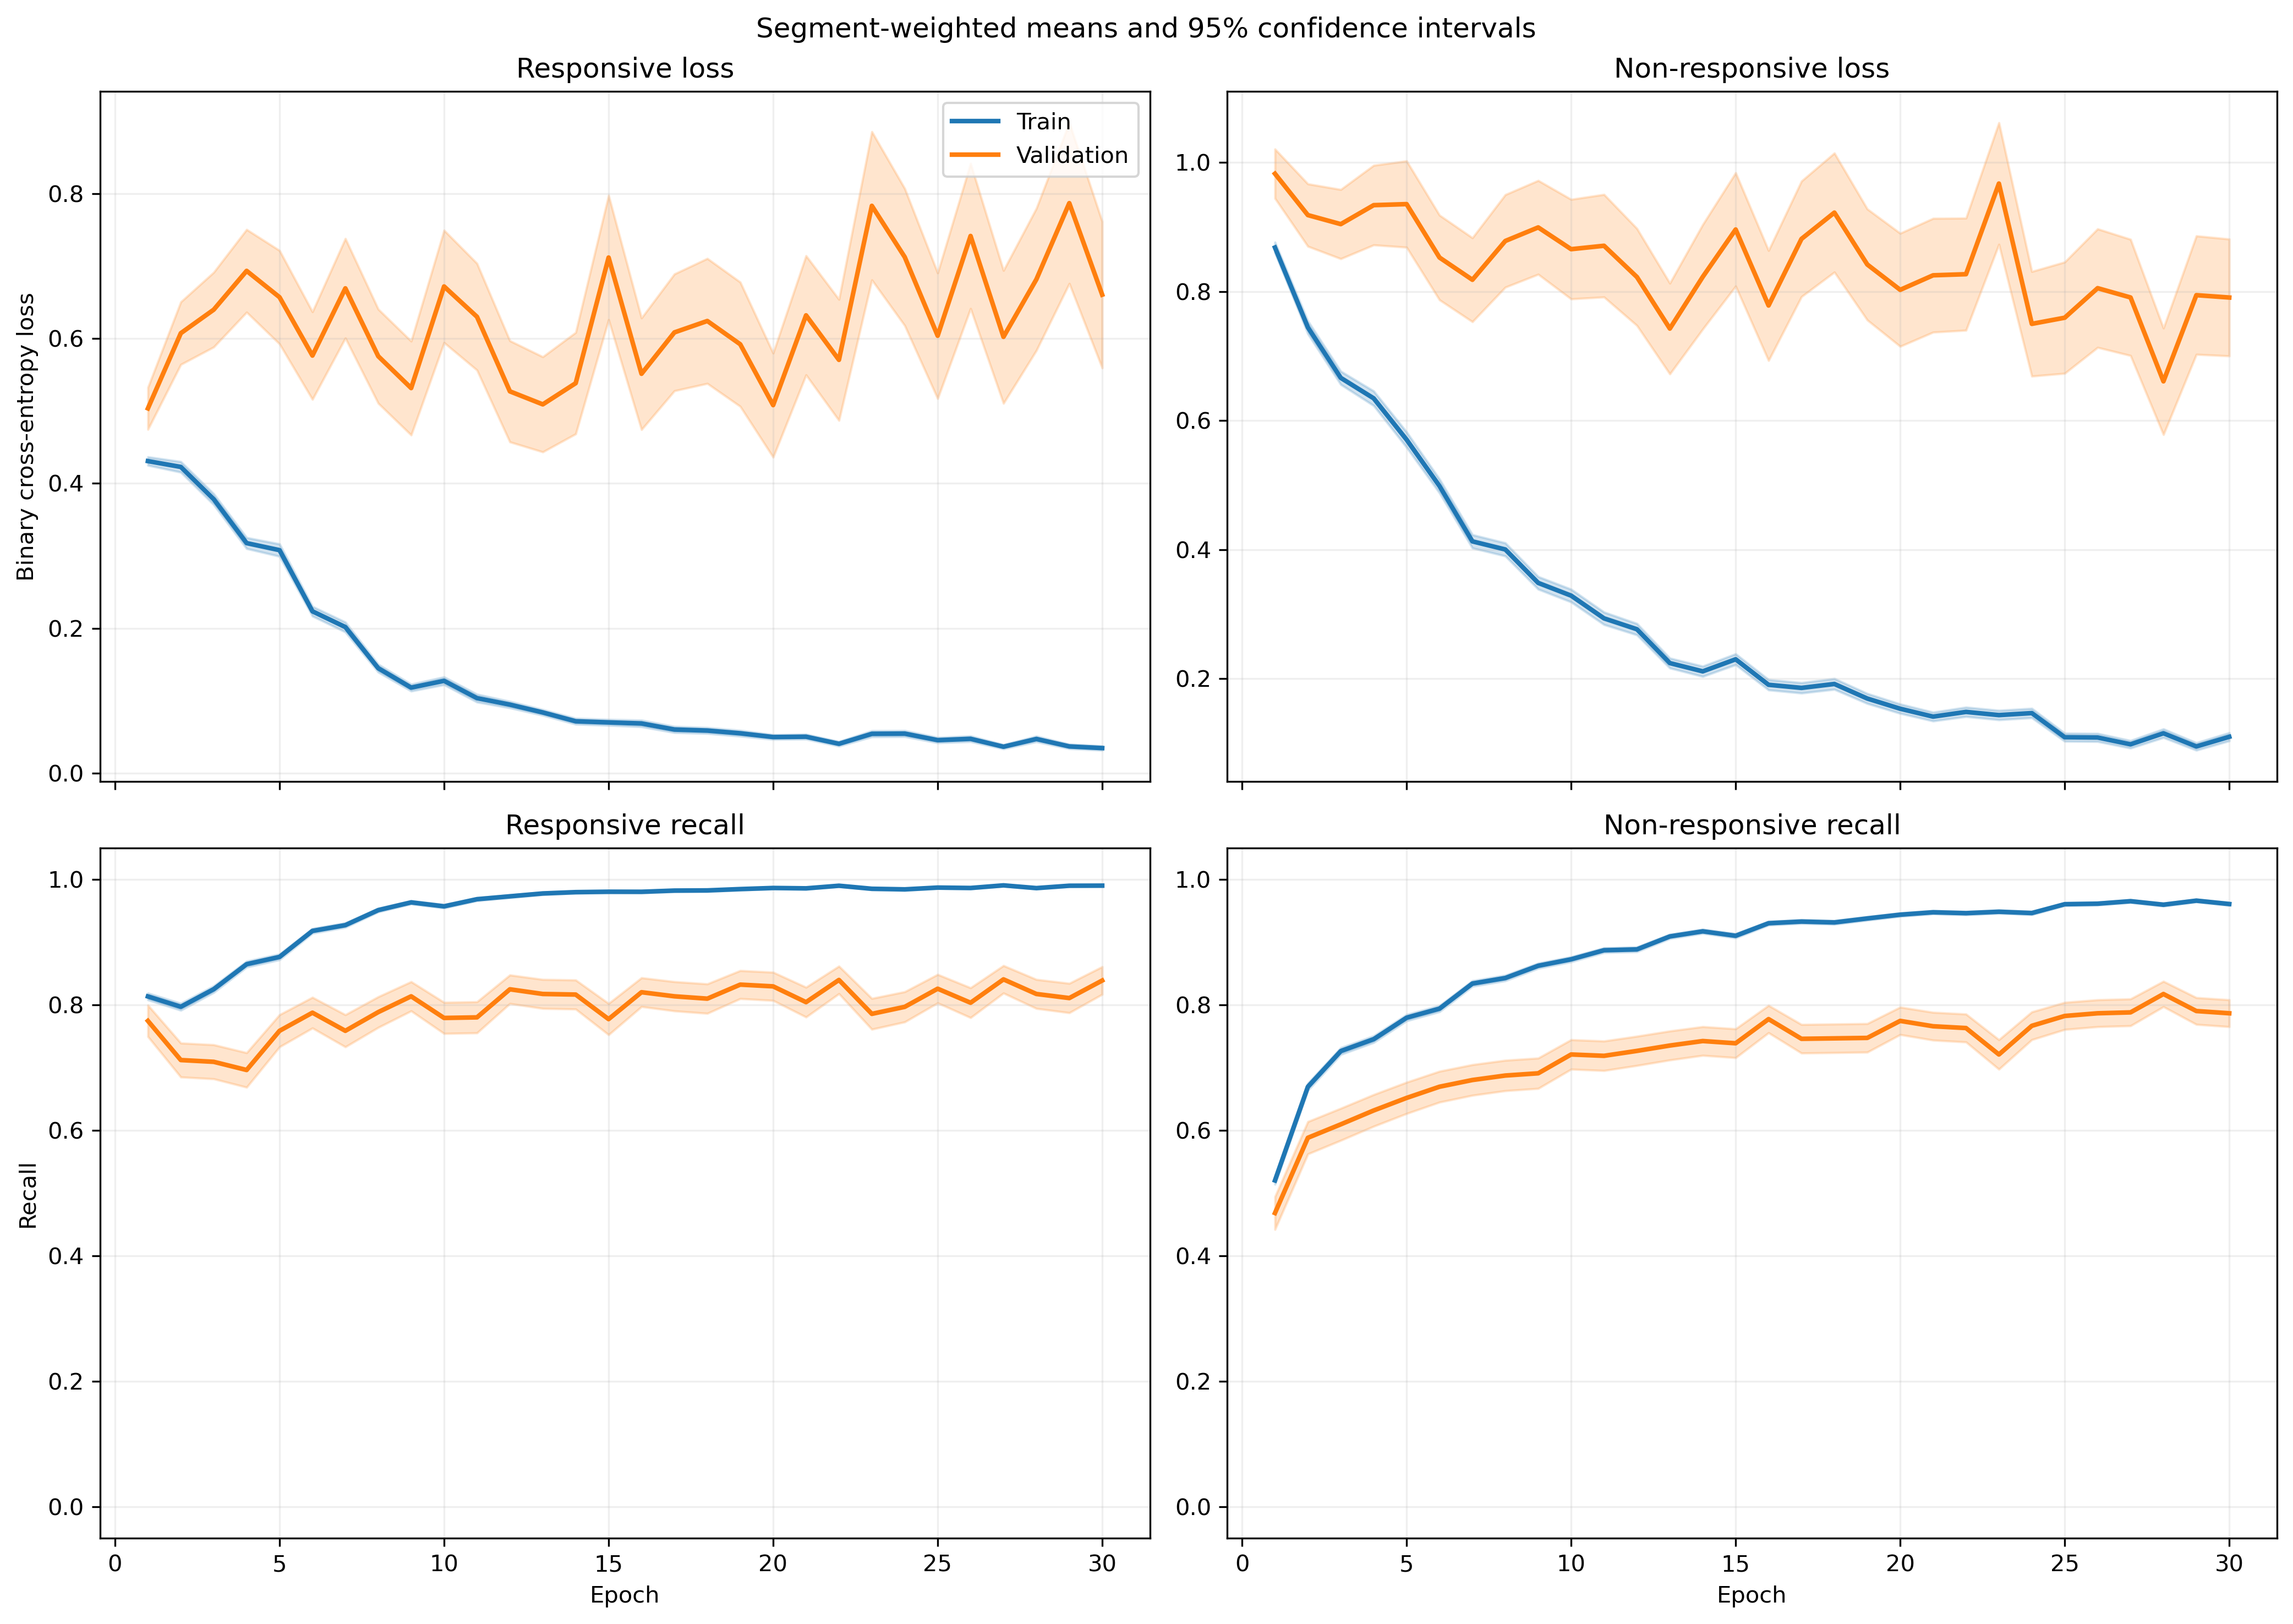 Segment-weighted means and 95% confidence intervals
Responsive loss
Non-responsive loss
Train
Validation
Binary cross-entropy loss
0.8
0.6
0.4
0.2
0.0
1.0
0.8
0.6
0.4
0.2
Responsive recall
Non-responsive recall
Recall
1.0
0.8
0.6
0.4
0.2
0.0
1.0
0.8
0.6
0.4
0.2
0.0
0 5 10 15 20 25 30
0 5 10 15 20 25 30
Epoch
Epoch